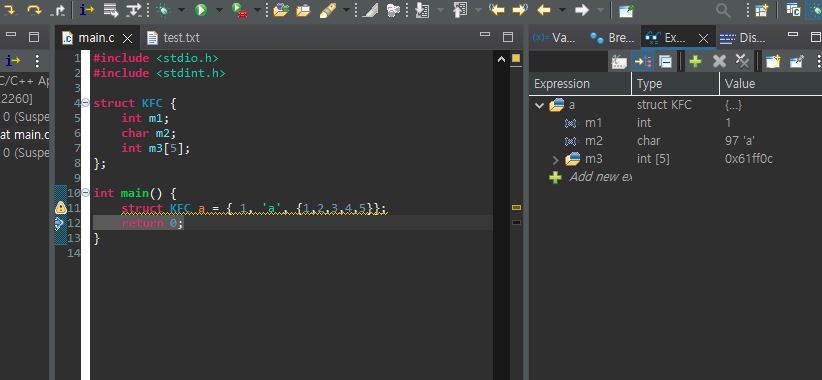 main.c
test.txt
Va...
Bre...
Ex...
Dis...
C/C++ Ap
2260]
0 (Suspe
at main.c
0 (Suspe
1 #include <stdio.h>
2 #include <stdint.h>
3
4 struct KFC {
5 int m1;
6 char m2;
7 int m3[5];
8 };
9
10 int main() {
11 struct KFC a = { 1, 'a', {1,2,3,4,5}};
12 return 0;
13 }
14
Expression Type Value
a struct KFC {...}
m1 int 1
m2 char 97 'a'
m3 int [5] 0x61ff0c
Add new ex